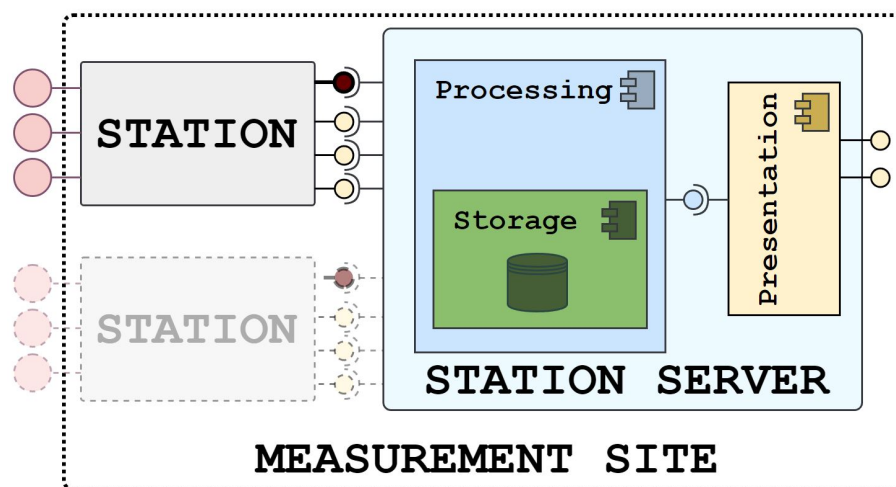 STATION
Processing
Storage
Presentation
STATION
STATION SERVER
MEASUREMENT SITE